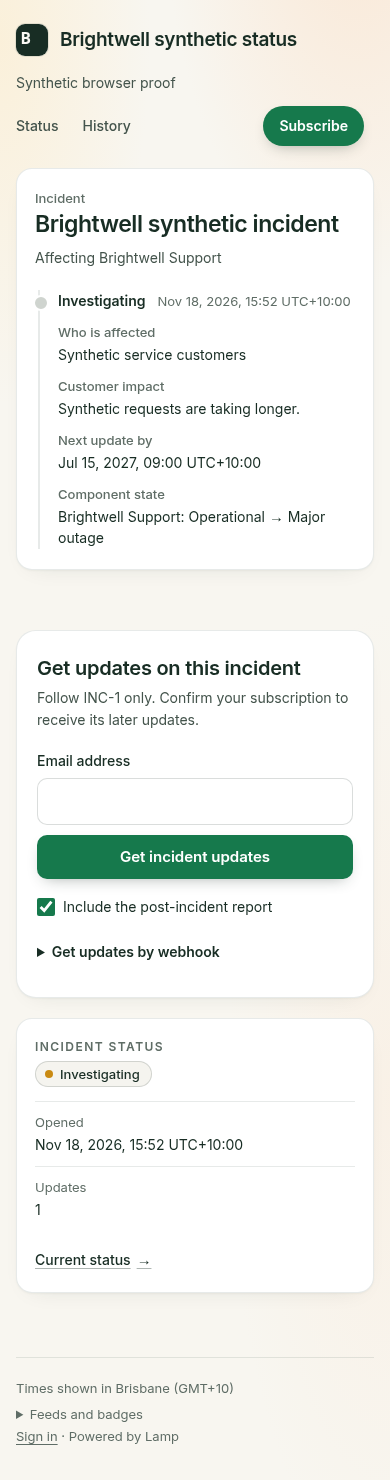 B Brightwell synthetic status
Synthetic browser proof
Status History Subscribe
Incident
Brightwell synthetic incident
Affecting Brightwell Support
Investigating Nov 18, 2026, 15:52 UTC+10:00
Who is affected
Synthetic service customers
Customer impact
Synthetic requests are taking longer.
Next update by
Jul 15, 2027, 09:00 UTC+10:00
Component state
Brightwell Support: Operational → Major
outage
Get updates on this incident
Follow INC-1 only. Confirm your subscription to
receive its later updates.
Email address
Get incident updates
Include the post-incident report
Get updates by webhook
INCIDENT STATUS
Investigating
Opened
Nov 18, 2026, 15:52 UTC+10:00
Updates
1
Current status →
Times shown in Brisbane (GMT+10)
Feeds and badges
Sign in · Powered by Lamp